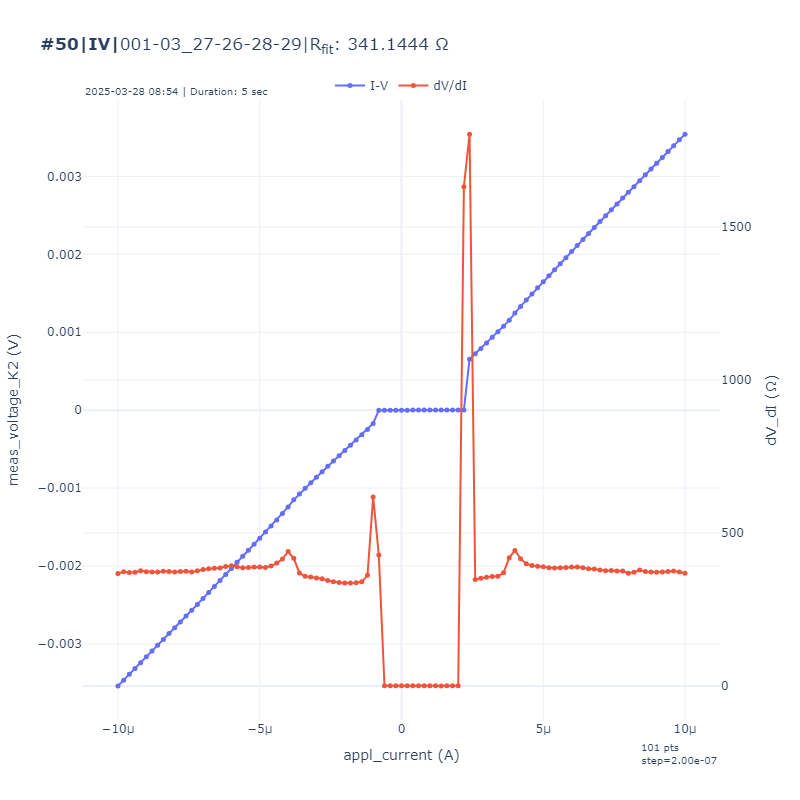 #50|IV|001-03_27-26-28-29|Rfit: 341.1444 Ω
2025-03-28 08:54 | Duration: 5 sec
I-V
dV/dI
0.003
0.002
0.001
0
−0.001
−0.002
−0.003
meas_voltage_K2 (V)
1500
1000
500
0
dV_dI (Ω)
−10μ
−5μ
0
5μ
10μ
appl_current (A)
101 pts
step=2.00e-07